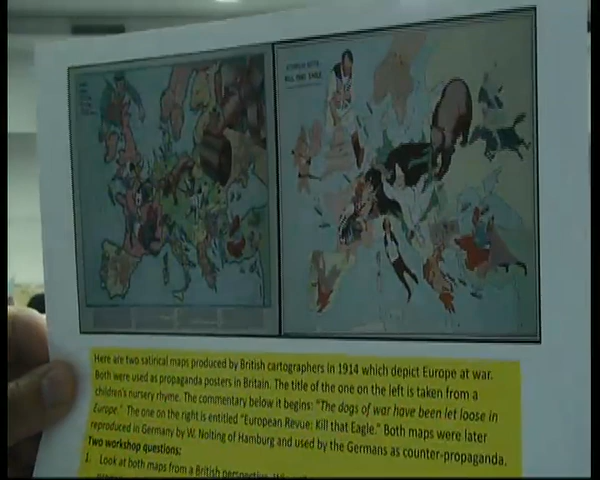 EUROPEAN REVUE
KILL THAT EAGLE
Here are two satirical maps produced by British cartographers in 1914 which depict Europe at war.
Both were used as propaganda posters in Britain. The title of the one on the left is taken from a
children's nursery rhyme. The commentary below it begins: "The dogs of war have been let loose in
Europe." The one on the right is entitled "European Revue: Kill that Eagle." Both maps were later
reproduced in Germany by W. Nolting of Hamburg and used by the Germans as counter-propaganda.
Two workshop questions:
1. Look at both maps from a British perspective.